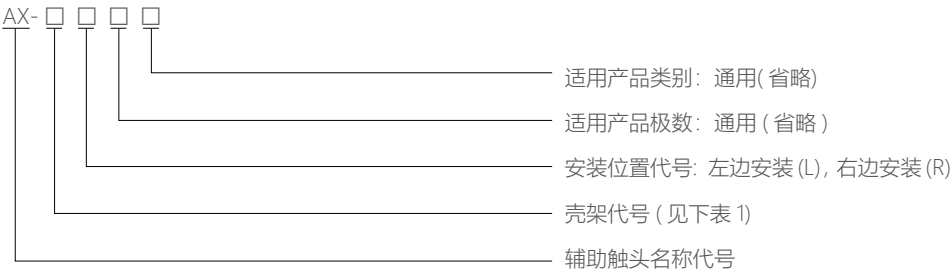 AX-□ □ □ □
适用产品类别：通用( 省略)
适用产品极数：通用 ( 省略 )
安装位置代号: 左边安装 (L) , 右边安装 (R)
壳架代号 ( 见下表 1)
辅助触头名称代号